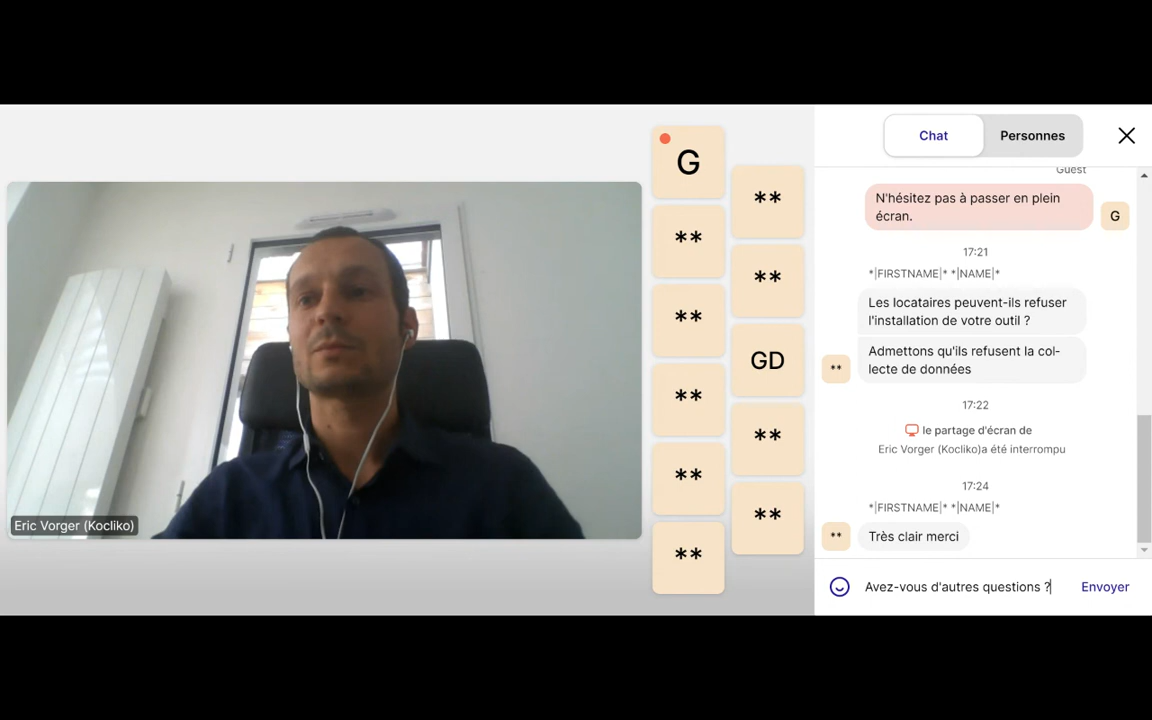 Eric Vorger (Kocliko)
G
**
**
**
**
**
**
**
GD
**
**
Chat
Personnes
Guest
N'hésitez pas à passer en plein
écran.
G
17:21
*|FIRSTNAME|* *|NAME|*
Les locataires peuvent-ils refuser
l'installation de votre outil ?
Admettons qu'ils refusent la col-
lecte de données
**
17:22
le partage d'écran de
Eric Vorger (Kocliko)a été interrompu
17:24
*|FIRSTNAME|* *|NAME|*
**
Très clair merci
Avez-vous d'autres questions ?
Envoyer